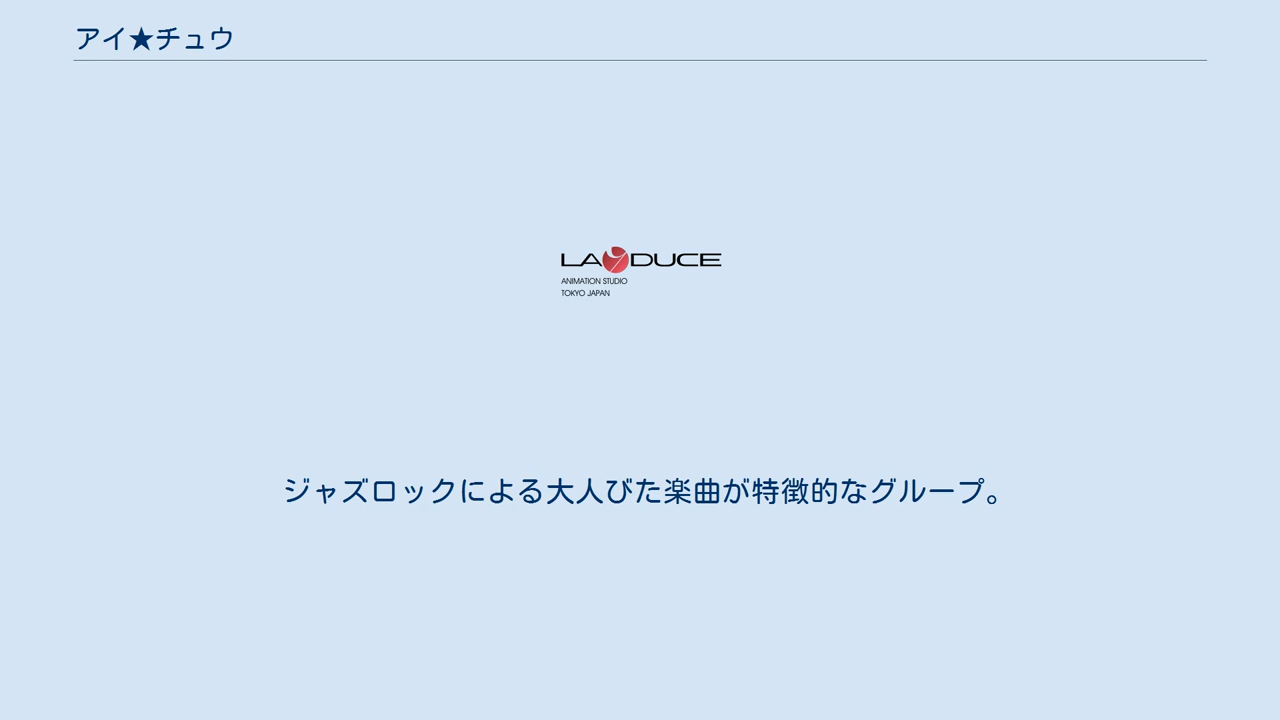 アイ★チュウ
LAYDUCE
ANIMATION STUDIO
TOKYO JAPAN
ジャズロックによる大人びた楽曲が特徴的なグループ。